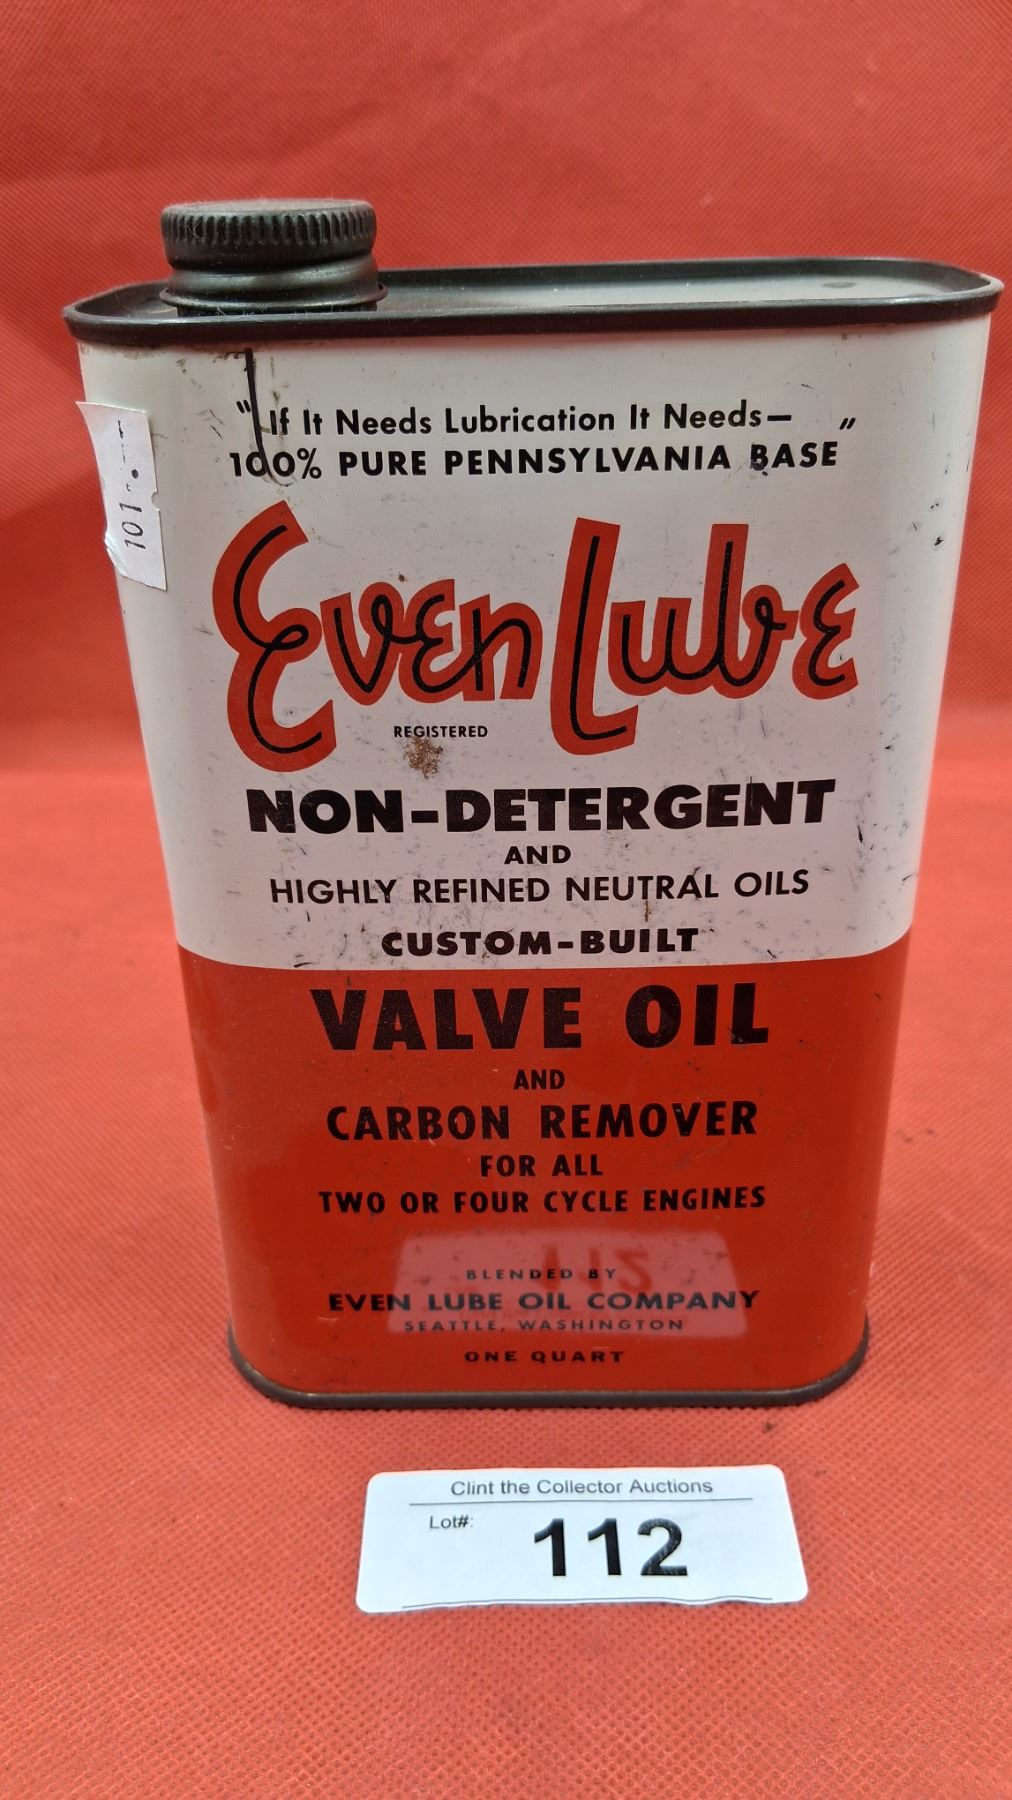 "If It Needs Lubrication It Needs—
100% PURE PENNSYLVANIA BASE"
Even Lube
REGISTERED
NON-DETERGENT
AND
HIGHLY REFINED NEUTRAL OILS
CUSTOM-BUILT
VALVE OIL
AND
CARBON REMOVER
FOR ALL
TWO OR FOUR CYCLE ENGINES
BLENDED BY
EVEN LUBE OIL COMPANY
SEATTLE, WASHINGTON
ONE QUART
101
Clint the Collector Auctions
Lot#:
112